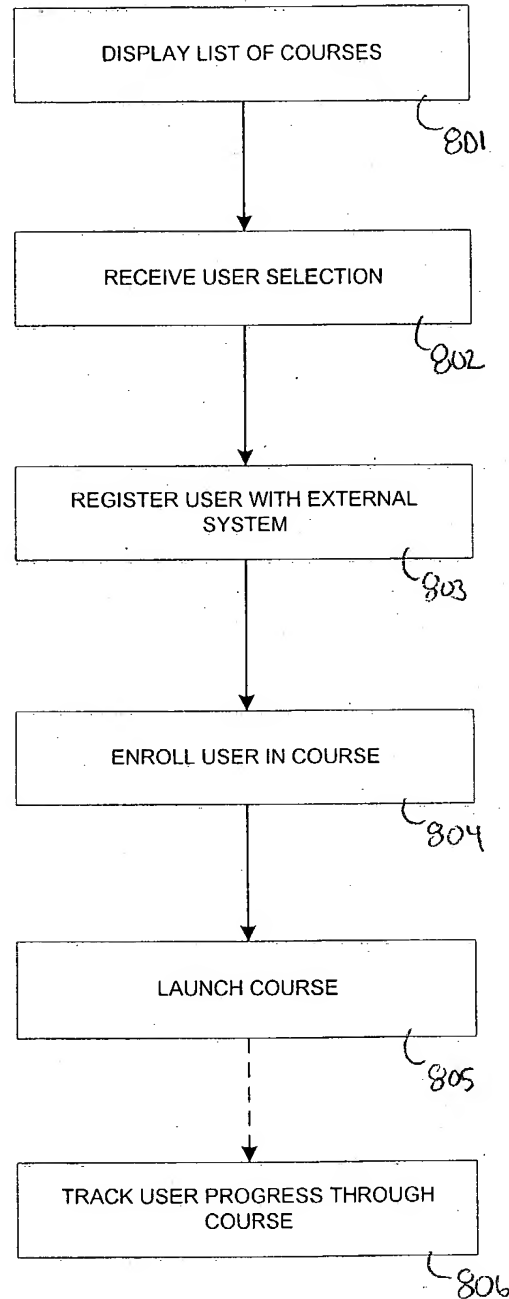 DISPLAY LIST OF COURSES
801
RECEIVE USER SELECTION
802
REGISTER USER WITH EXTERNAL
SYSTEM
803
ENROLL USER IN COURSE
804
LAUNCH COURSE
805
TRACK USER PROGRESS THROUGH
COURSE
806